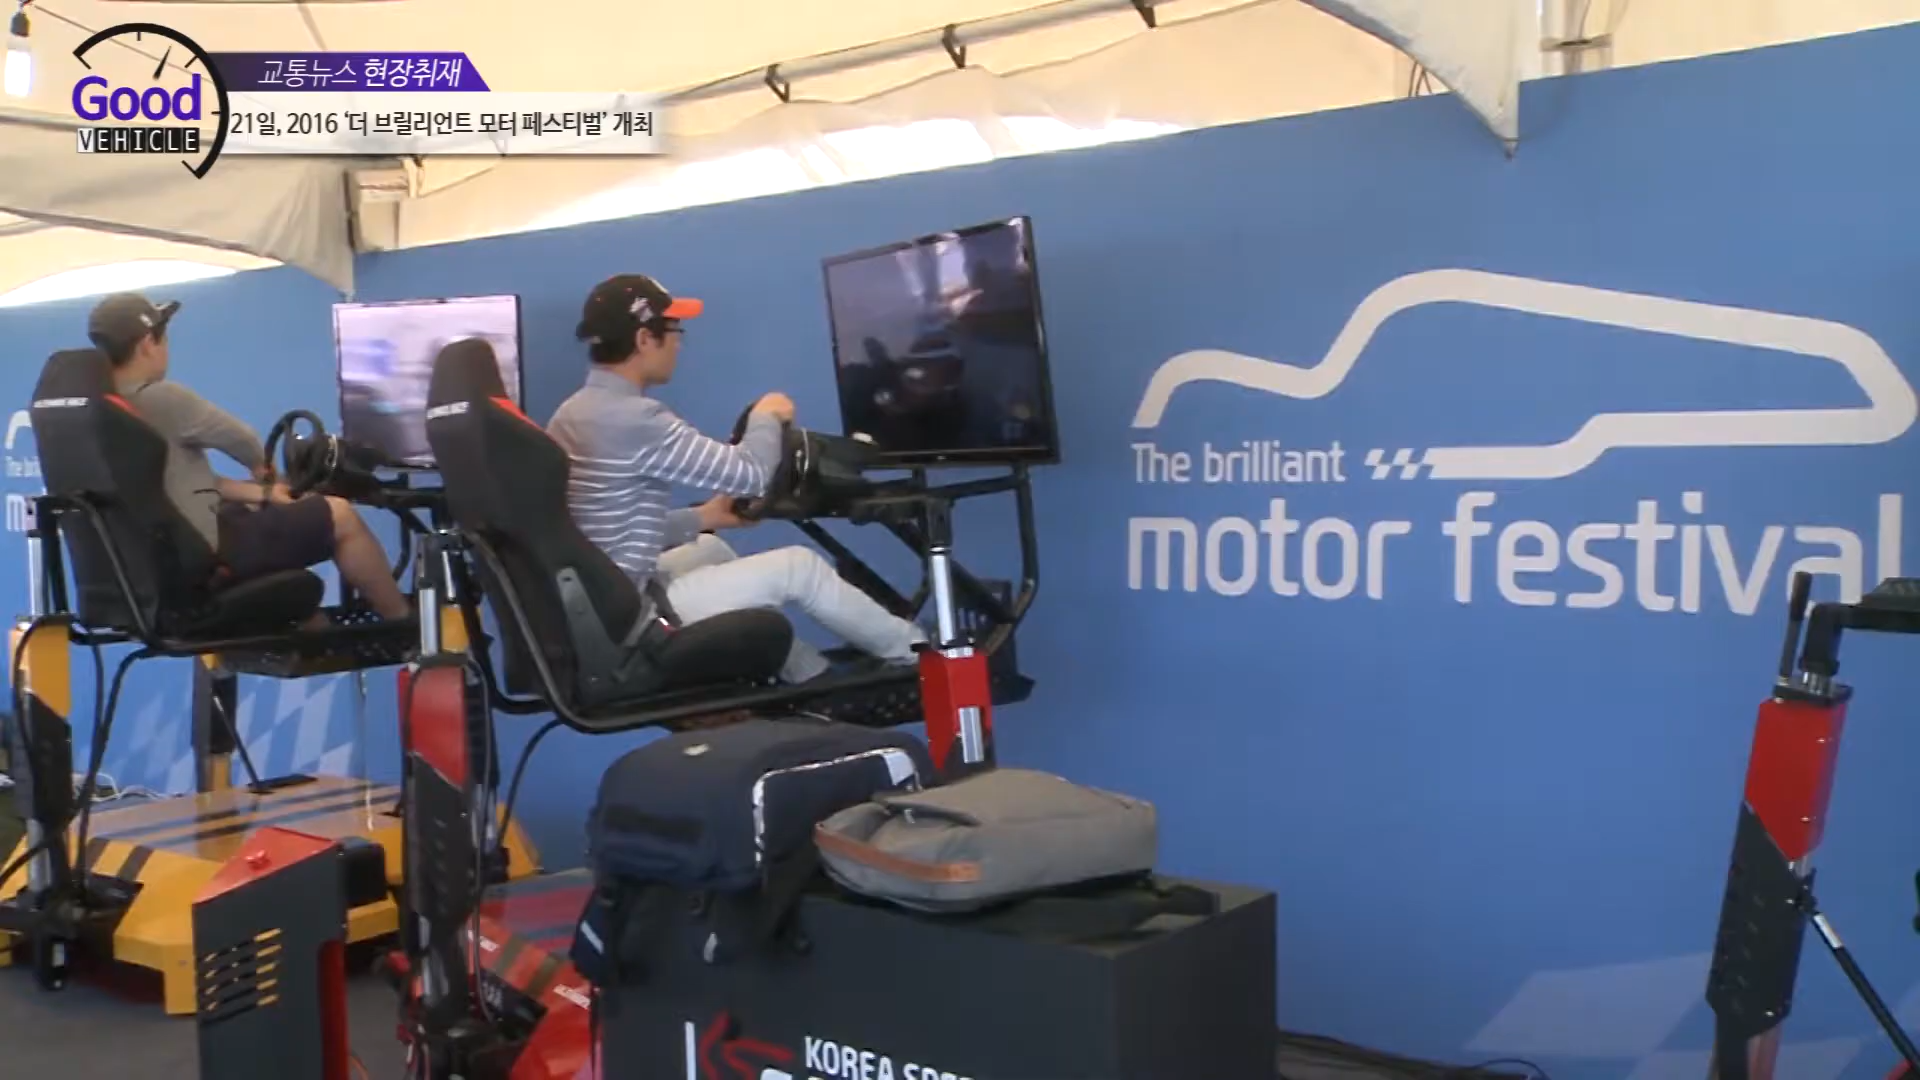 교통뉴스 현장취재
Good
VEHICLE
21일, 2016 ‘더 브릴리언트 모터 페스티벌’ 개최
The brilliant
motor festival
KOREA